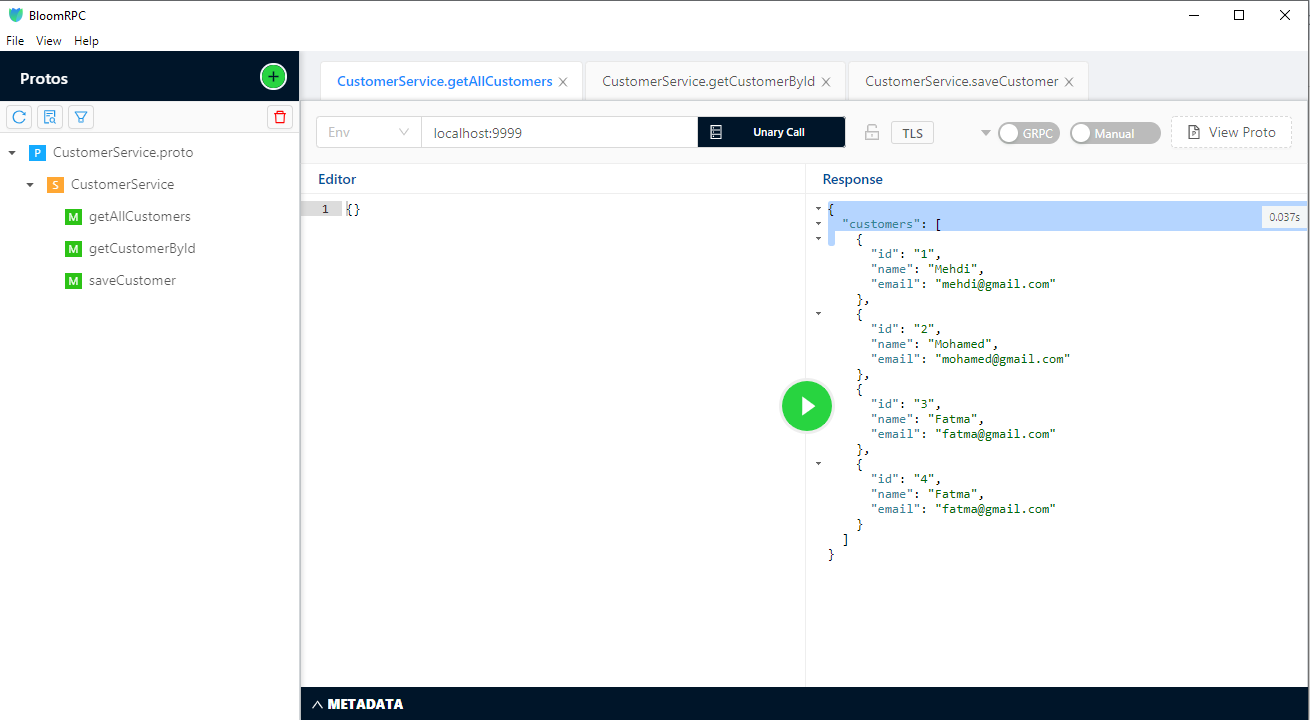 BloomRPC
File View Help
Protos
CustomerService.getAllCustomers
CustomerService.getCustomerById
CustomerService.saveCustomer
Env
localhost:9999
Unary Call
TLS
GRPC
Manual
View Proto
P CustomerService.proto
S CustomerService
M getAllCustomers
M getCustomerById
M saveCustomer
Editor
1 {}
Response
0.037s
{
"customers": [
{
"id": "1",
"name": "Mehdi",
"email": "mehdi@gmail.com"
},
{
"id": "2",
"name": "Mohamed",
"email": "mohamed@gmail.com"
},
{
"id": "3",
"name": "Fatma",
"email": "fatma@gmail.com"
},
{
"id": "4",
"name": "Fatma",
"email": "fatma@gmail.com"
}
]
}
METADATA